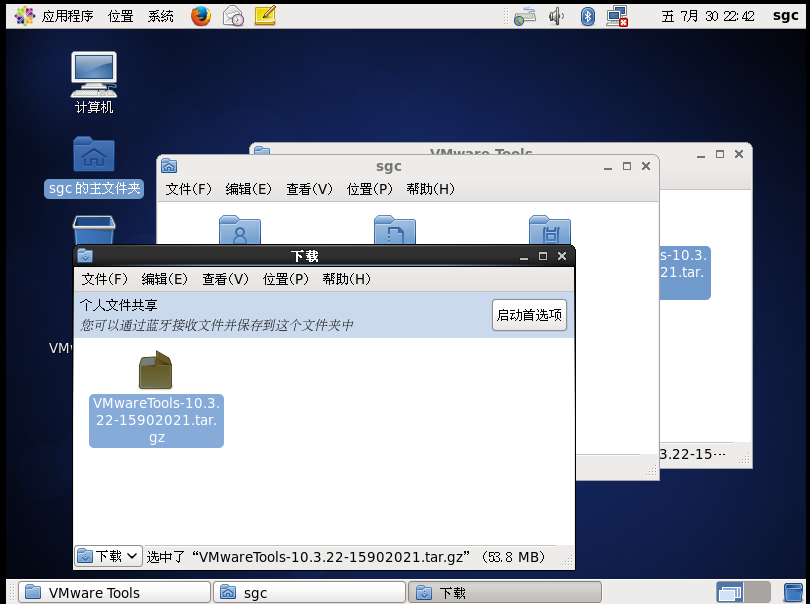 应用程序 位置 系统 五 7月 30 22:42 sgc
计算机
sgc 的主文件夹
VMware Tools
sgc
文件(F) 编辑(E) 查看(V) 位置(P) 帮助(H)
s-10.3.
21.tar.
下载
文件(F) 编辑(E) 查看(V) 位置(P) 帮助(H)
个人文件共享
您可以通过蓝牙接收文件并保存到这个文件夹中
启动首选项
VM
VMwareTools-10.3.
22-15902021.tar.
gz
3.22-15···
下载 选中了“VMwareTools-10.3.22-15902021.tar.gz” (53.8 MB)
VMware Tools sgc 下载